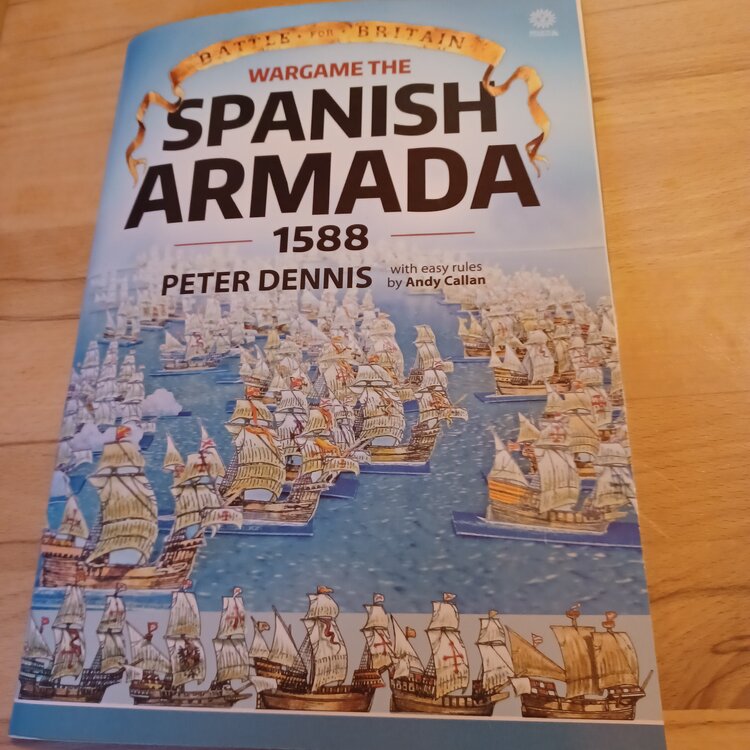 BATTLE · FOR · BRITAIN
WARGAME THE
SPANISH
ARMADA
1588
PETER DENNIS
with easy rules
by Andy Callan